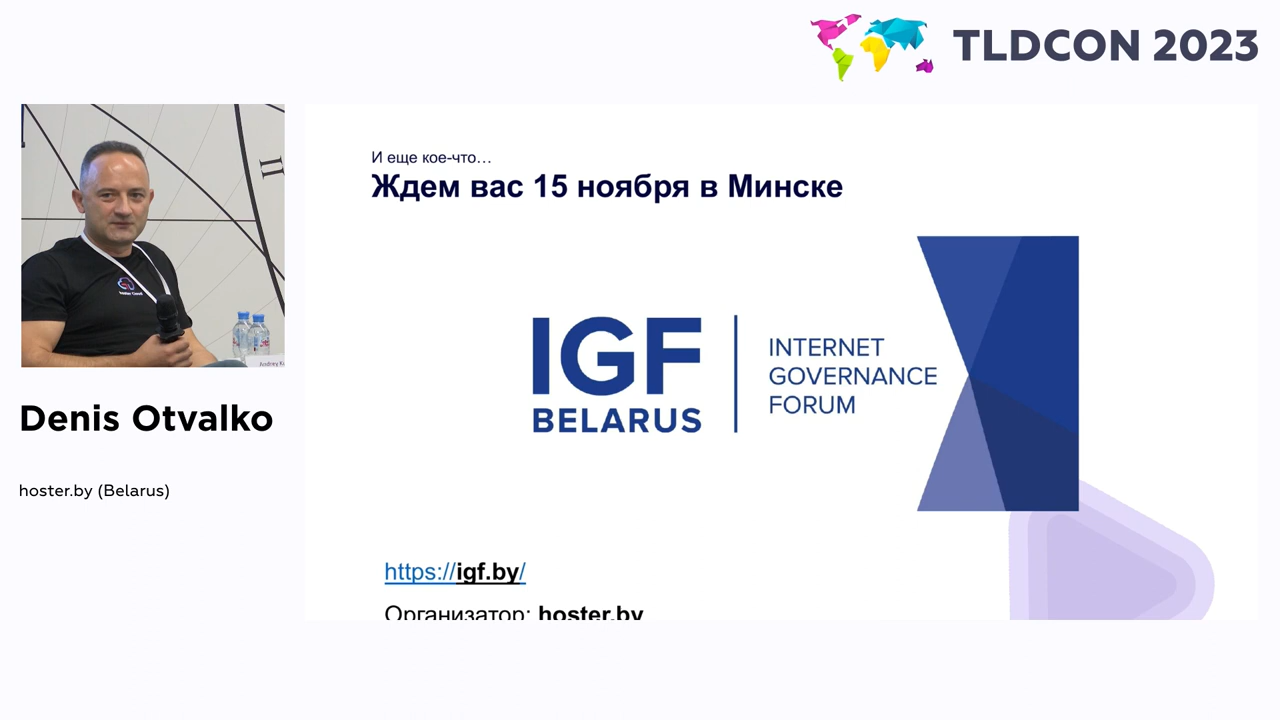 TLDCON 2023
И еще кое-что…
Ждем вас 15 ноября в Минске
IGF
BELARUS
INTERNET
GOVERNANCE
FORUM
https://igf.by/
Организатор: hoster.by
Denis Otvalko
hoster.by (Belarus)